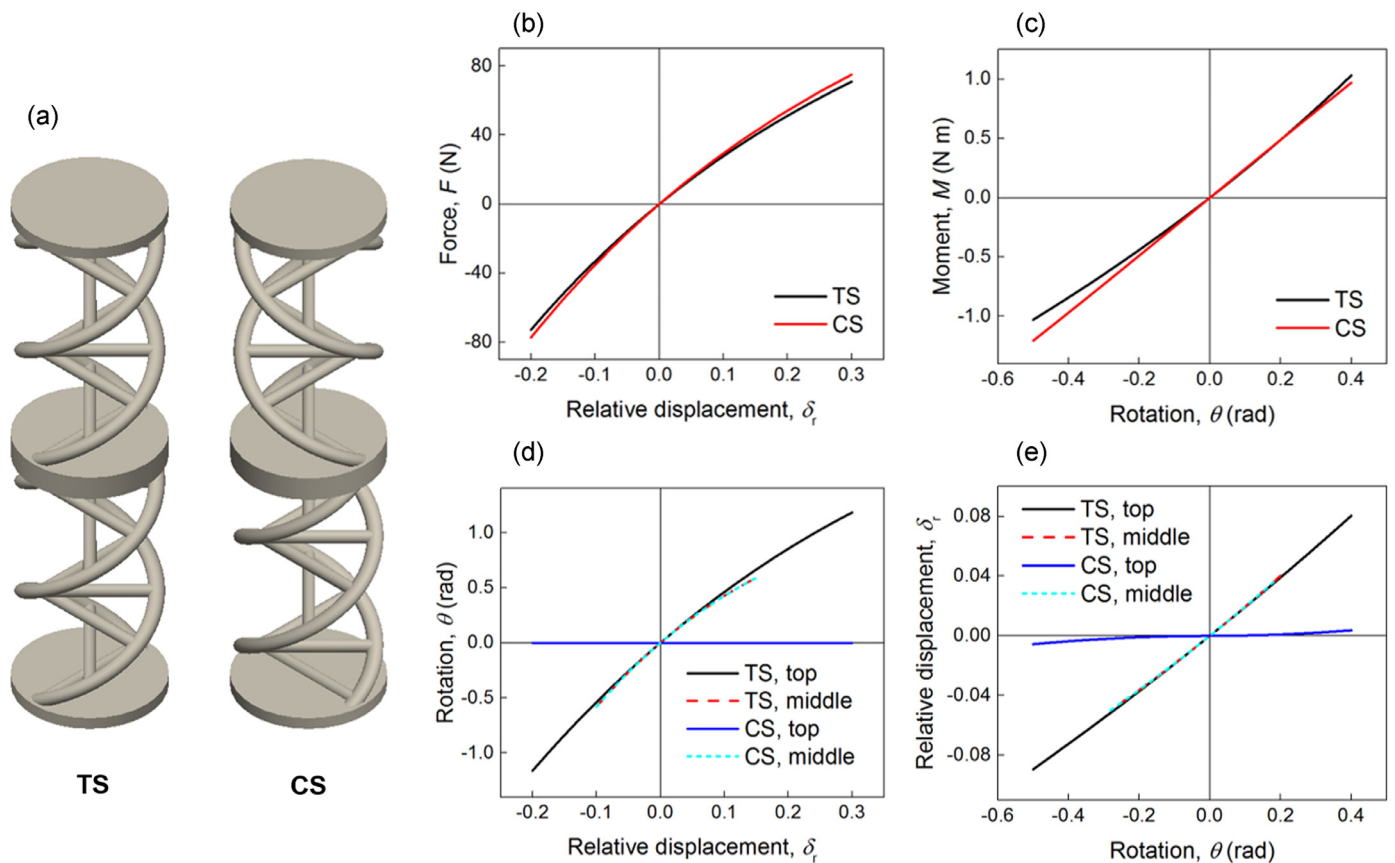 (a)
TS
CS
(b)
Force, F (N)
80
40
0
-40
-80
TS
CS
-0.2 -0.1 0.0 0.1 0.2 0.3
Relative displacement, δr
(c)
Moment, M (N m)
1.0
0.5
0.0
-0.5
-1.0
TS
CS
-0.6 -0.4 -0.2 0.0 0.2 0.4
Rotation, θ (rad)
(d)
Rotation, θ (rad)
1.0
0.5
0.0
-0.5
-1.0
TS, top
TS, middle
CS, top
CS, middle
-0.2 -0.1 0.0 0.1 0.2 0.3
Relative displacement, δr
(e)
Relative displacement, δr
0.08
0.04
0.00
-0.04
-0.08
TS, top
TS, middle
CS, top
CS, middle
-0.6 -0.4 -0.2 0.0 0.2 0.4
Rotation, θ (rad)